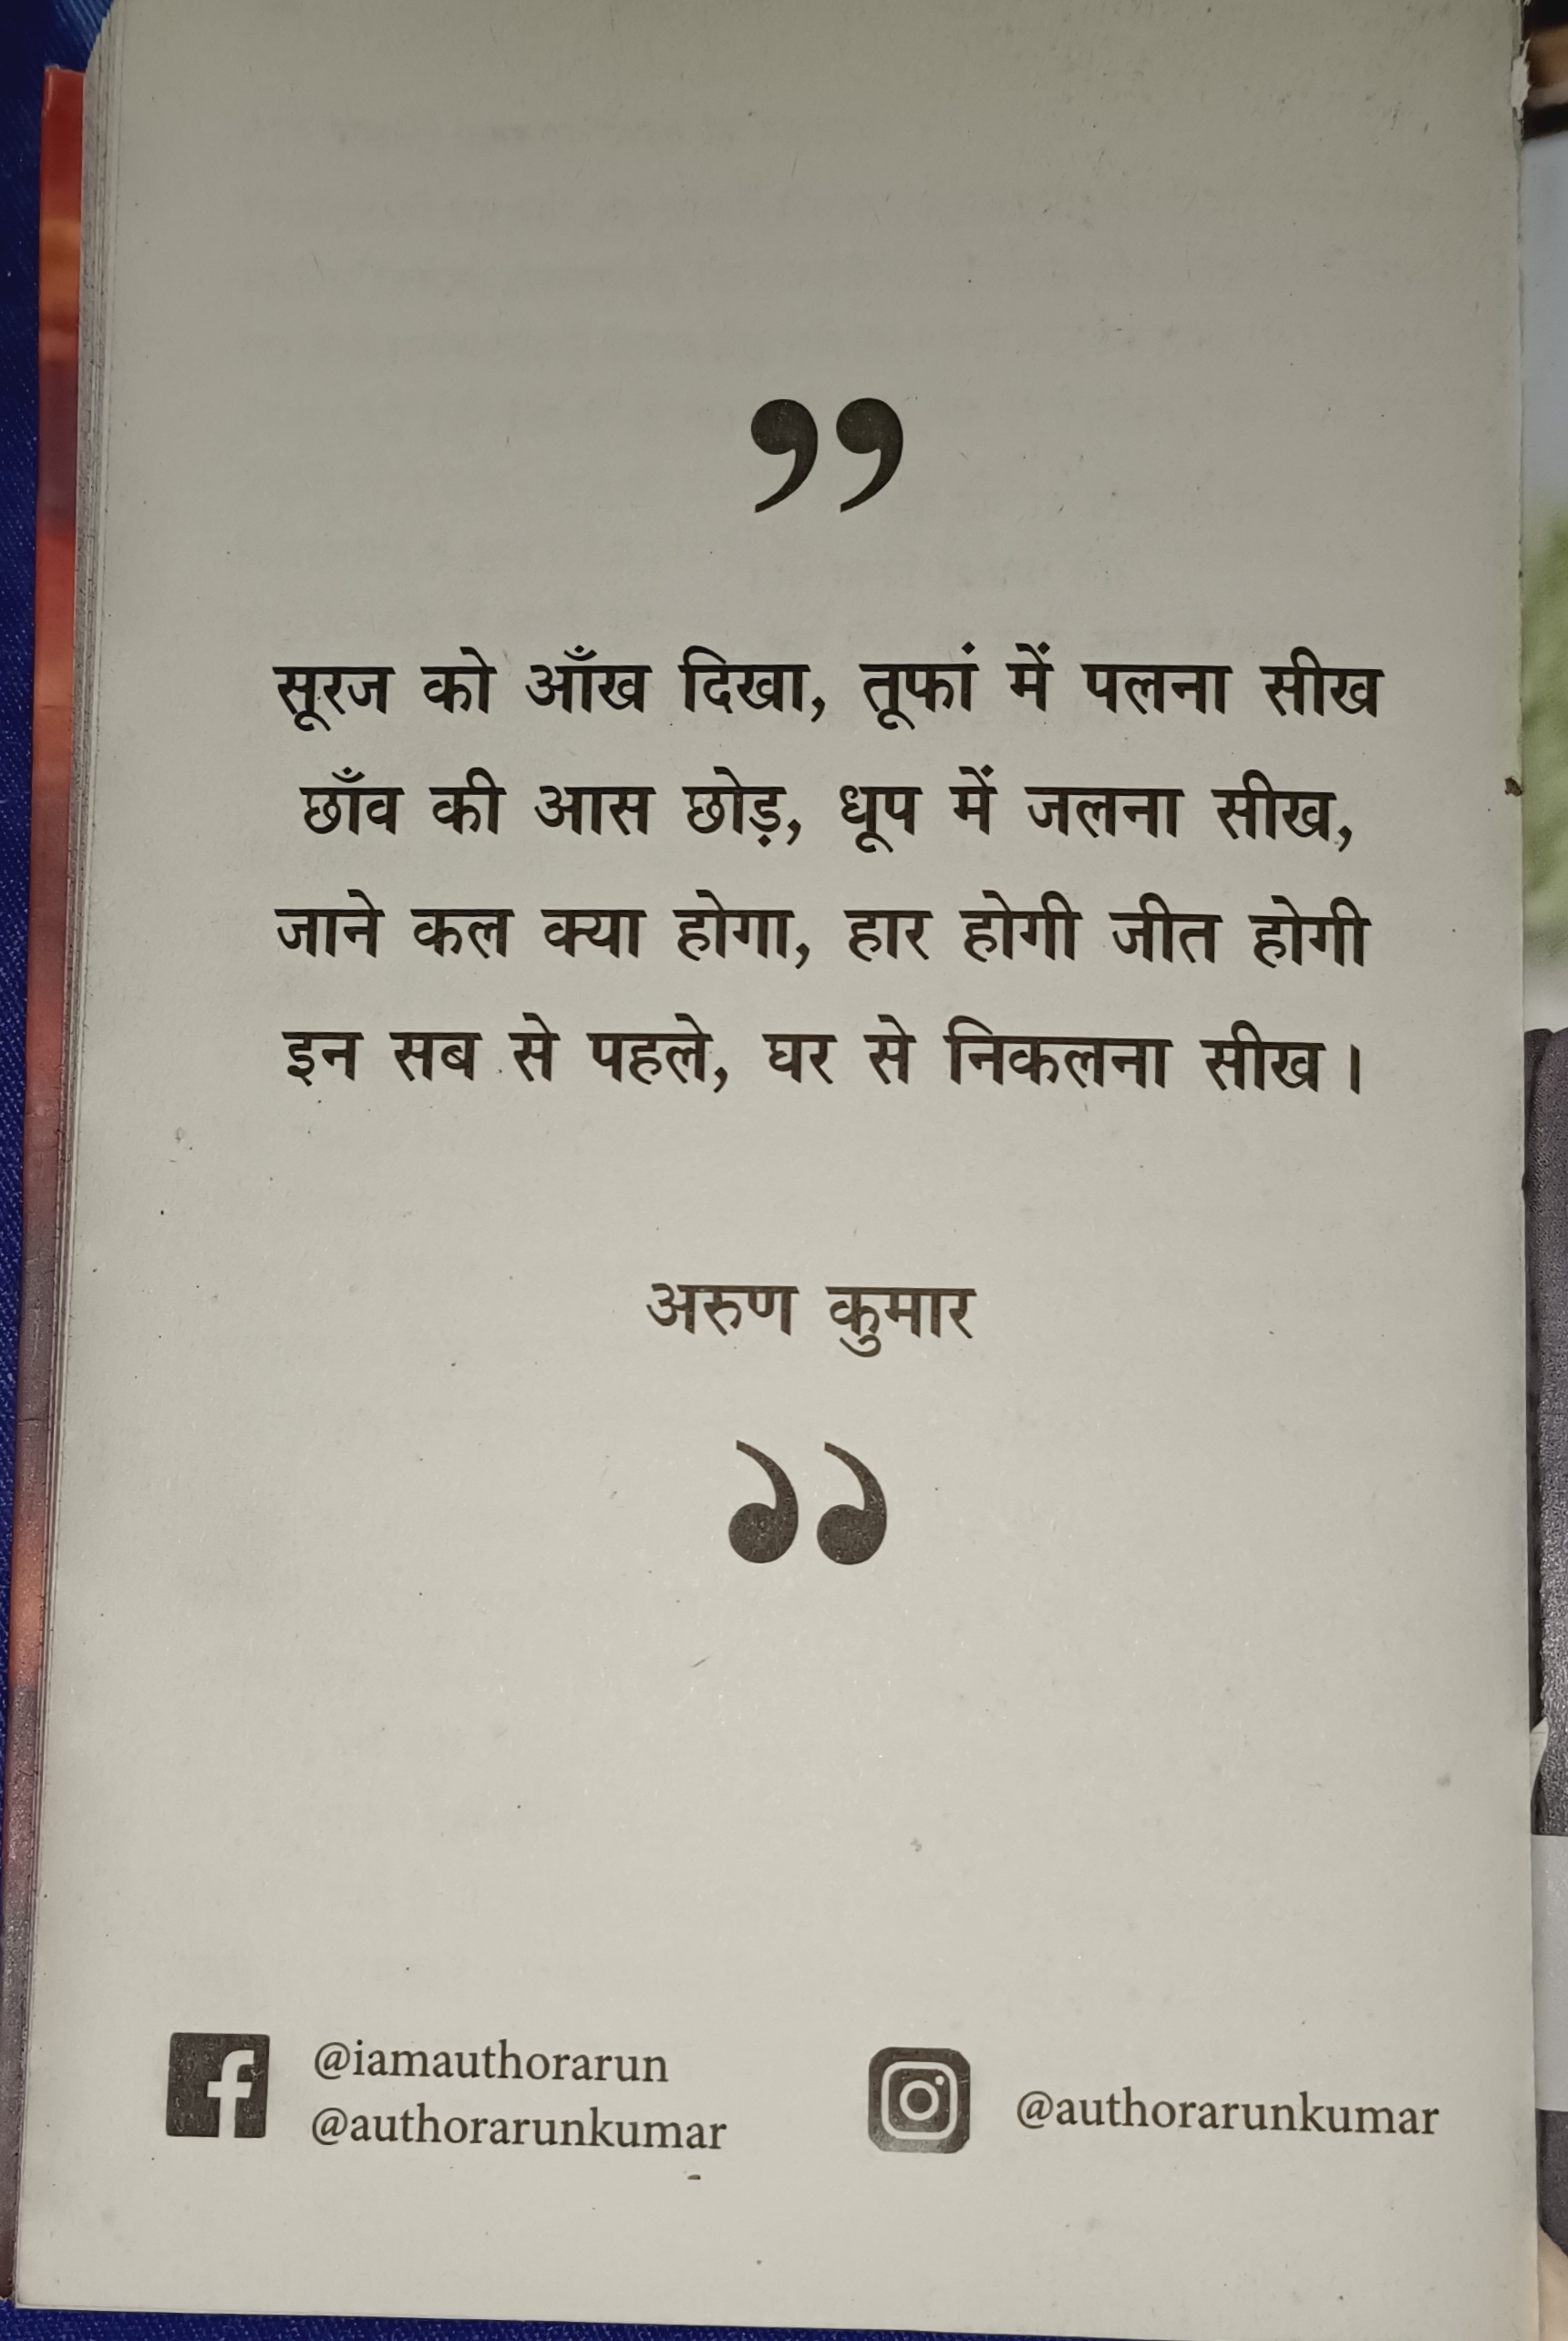 ”
सूरज को आँख दिखा, तूफां में पलना सीख
छाँव की आस छोड़, धूप में जलना सीख,
जाने कल क्या होगा, हार होगी जीत होगी
इन सब से पहले, घर से निकलना सीख।
अरुण कुमार
@iamauthorarun
@authorarunkumar
@authorarunkumar